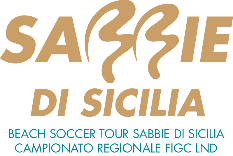 SABBIE
DI SICILIA
BEACH SOCCER TOUR SABBIE DI SICILIA
CAMPIONATO REGIONALE FIGC LND